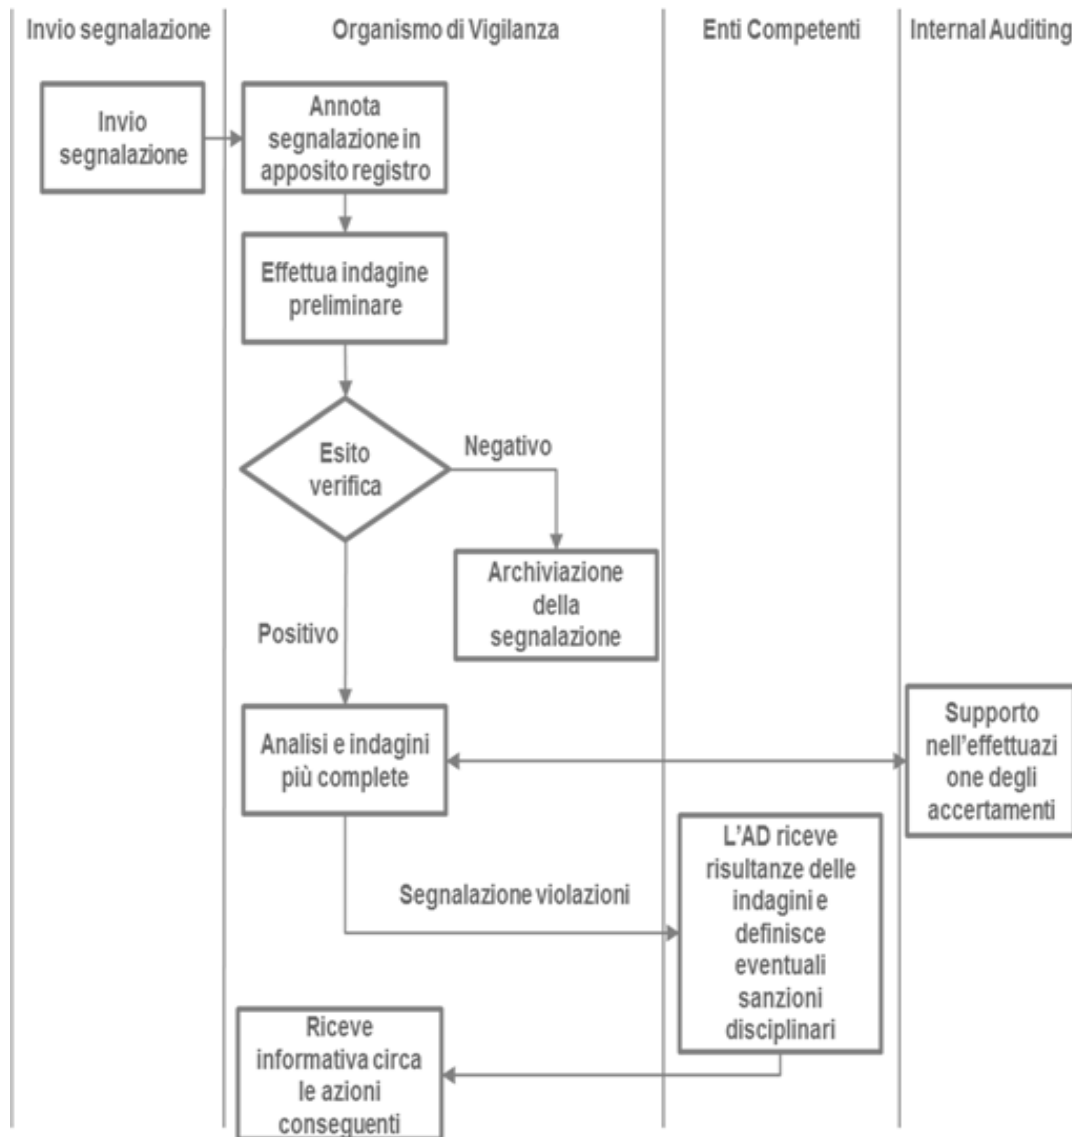 Invio segnalazione
Organismo di Vigilanza
Enti Competenti
Internal Auditing
Invio
segnalazione
Annota
segnalazione in
apposito registro
Effettua indagine
preliminare
Esito
verifica
Negativo
Archiviazione
della
segnalazione
Positivo
Analisi e indagini
più complete
Supporto
nell'effettuazi
one degli
accertamenti
Segnalazione violazioni
L'AD riceve
risultanze delle
indagini e
definisce
eventuali
sanzioni
disciplinari
Riceve
informativa circa
le azioni
conseguenti